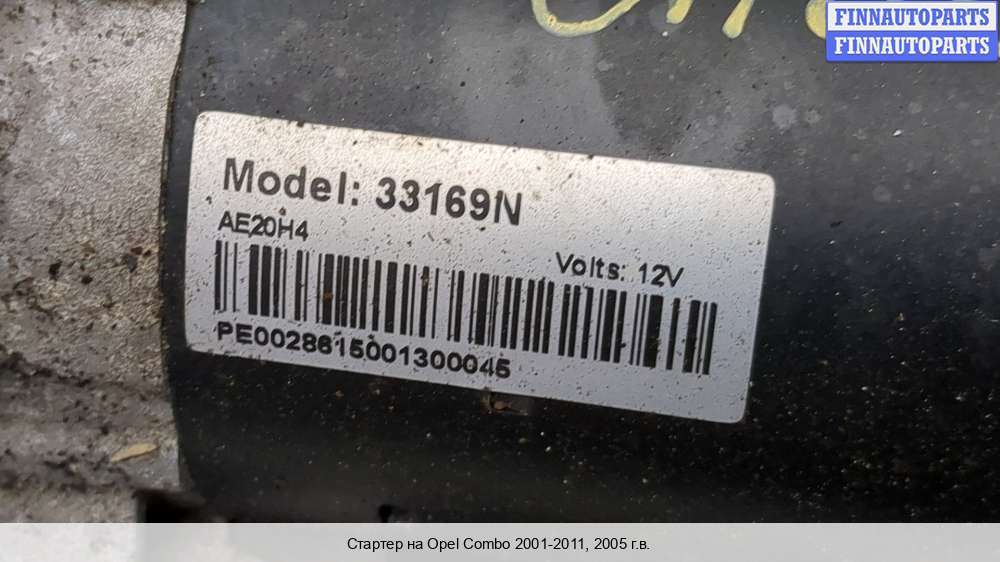 FINNAUTOPARTS
FINNAUTOPARTS
Model: 33169N
AE20H4
Volts: 12V
PE0028615001300045
Стартер на Opel Combo 2001-2011, 2005 г.в.